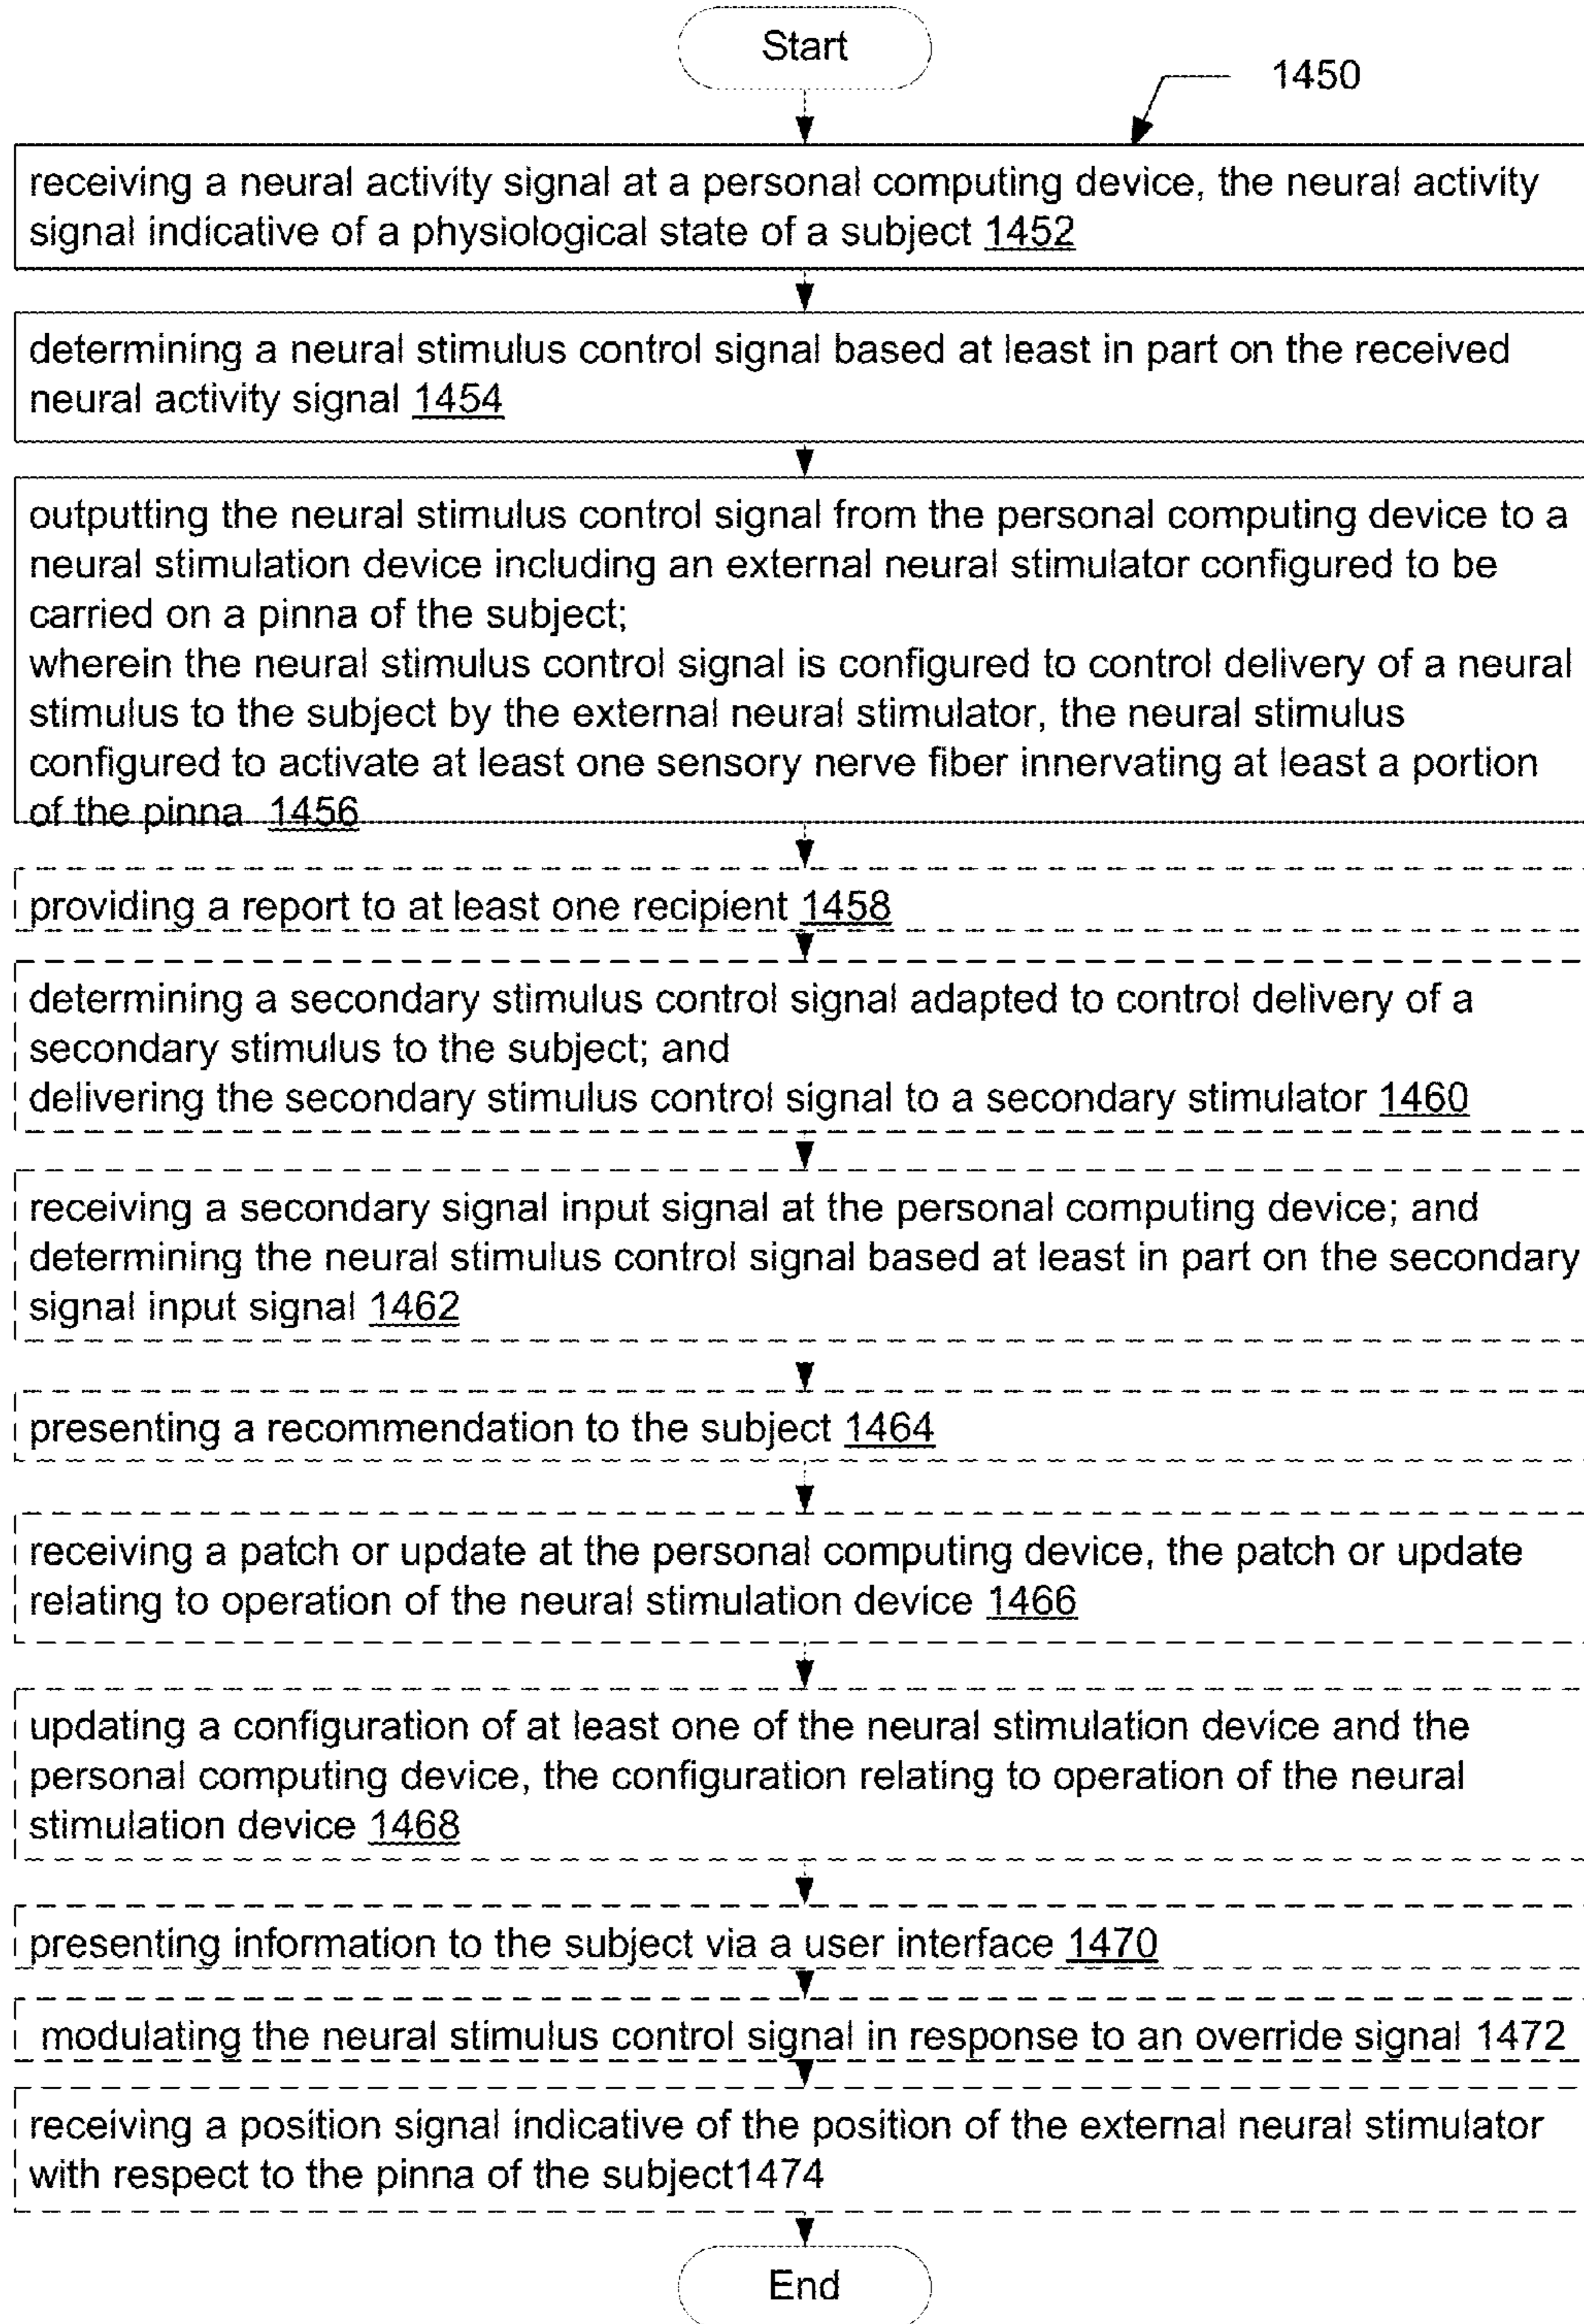 Start
1450
receiving a neural activity signal at a personal computing device, the neural activity
signal indicative of a physiological state of a subject 1452
determining a neural stimulus control signal based at least in part on the received
neural activity signal 1454
outputting the neural stimulus control signal from the personal computing device to a
neural stimulation device including an external neural stimulator configured to be
carried on a pinna of the subject;
wherein the neural stimulus control signal is configured to control delivery of a neural
stimulus to the subject by the external neural stimulator, the neural stimulus
configured to activate at least one sensory nerve fiber innervating at least a portion
of the pinna 1456
providing a report to at least one recipient 1458
determining a secondary stimulus control signal adapted to control delivery of a
secondary stimulus to the subject; and
delivering the secondary stimulus control signal to a secondary stimulator 1460
receiving a secondary signal input signal at the personal computing device; and
determining the neural stimulus control signal based at least in part on the secondary
signal input signal 1462
presenting a recommendation to the subject 1464
receiving a patch or update at the personal computing device, the patch or update
relating to operation of the neural stimulation device 1466
updating a configuration of at least one of the neural stimulation device and the
personal computing device, the configuration relating to operation of the neural
stimulation device 1468
presenting information to the subject via a user interface 1470
modulating the neural stimulus control signal in response to an override signal 1472
receiving a position signal indicative of the position of the external neural stimulator
with respect to the pinna of the subject1474
End